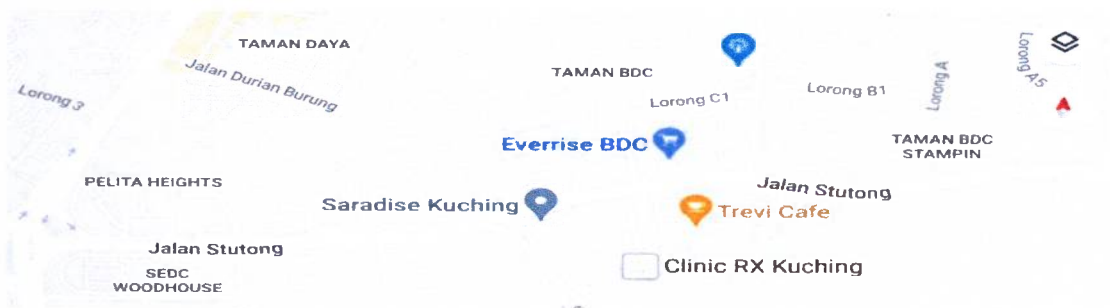 TAMAN DAYA
Jalan Durian Burung
Lorong 3
TAMAN BDC
Lorong C1
Lorong B1
Lorong A
Lorong A5
Everrise BDC
TAMAN BDC
STAMPIN
PELITA HEIGHTS
Saradise Kuching
Jalan Stutong
Trevi Cafe
Jalan Stutong
SEDC
WOODHOUSE
Clinic RX Kuching